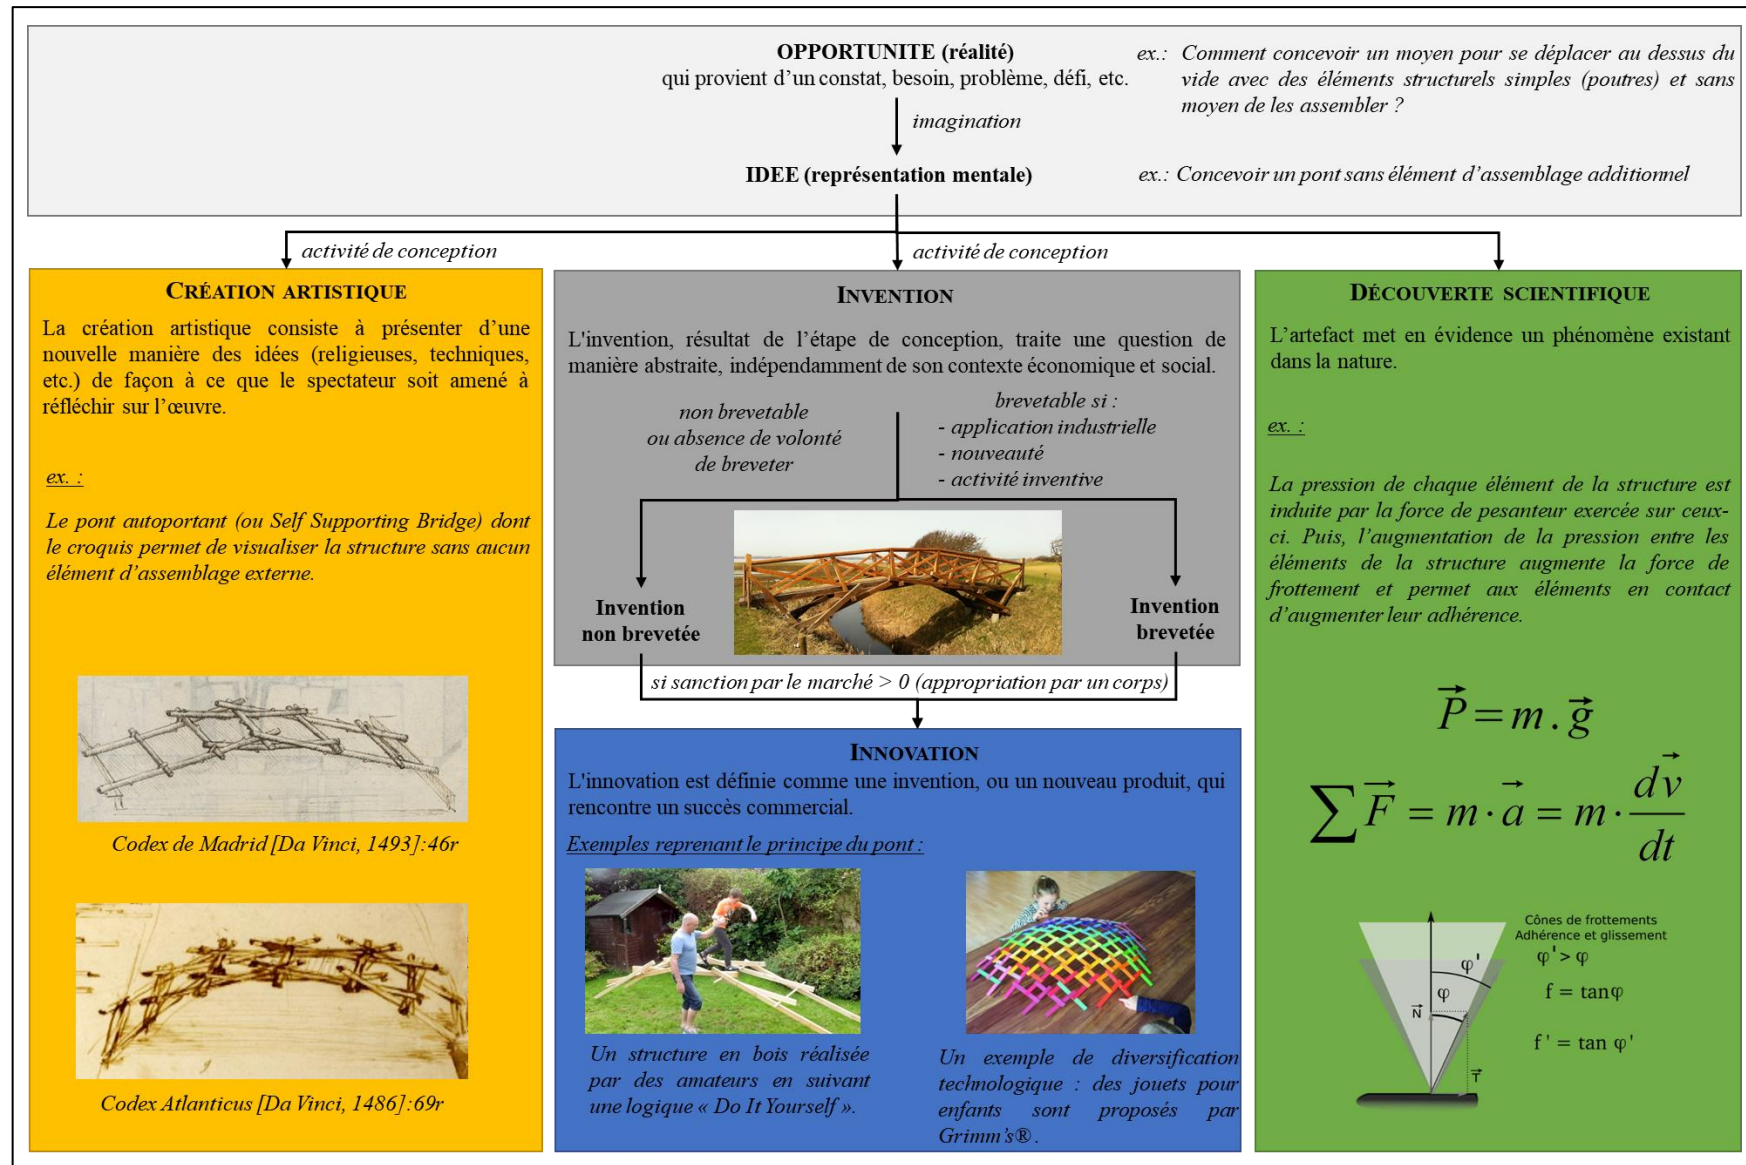 OPPORTUNITE (réalité)
qui provient d’un constat, besoin, problème, défi, etc.
ex.: Comment concevoir un moyen pour se déplacer au dessus du
vide avec des éléments structurels simples (poutres) et sans
moyen de les assembler ?
imagination
IDEE (représentation mentale)
ex.: Concevoir un pont sans élément d’assemblage additionnel
activité de conception
activité de conception
CRÉATION ARTISTIQUE
La création artistique consiste à présenter d’une
nouvelle manière des idées (religieuses, techniques,
etc.) de façon à ce que le spectateur soit amené à
réfléchir sur l’œuvre.
ex. :
Le pont autoportant (ou Self Supporting Bridge) dont
le croquis permet de visualiser la structure sans aucun
élément d’assemblage externe.
Codex de Madrid [Da Vinci, 1493]:46r
Codex Atlanticus [Da Vinci, 1486]:69r
INVENTION
L'invention, résultat de l’étape de conception, traite une question de
manière abstraite, indépendamment de son contexte économique et social.
non brevetable
ou absence de volonté
de breveter
brevetable si :
- application industrielle
- nouveauté
- activité inventive
Invention
non brevetée
Invention
brevetée
si sanction par le marché > 0 (appropriation par un corps)
INNOVATION
L'innovation est définie comme une invention, ou un nouveau produit, qui
rencontre un succès commercial.
Exemples reprenant le principe du pont :
Un structure en bois réalisée
par des amateurs en suivant
une logique « Do It Yourself ».
Un exemple de diversification
technologique : des jouets pour
enfants sont proposés par
Grimm’s®.
DÉCOUVERTE SCIENTIFIQUE
L’artefact met en évidence un phénomène existant
dans la nature.
ex. :
La pression de chaque élément de la structure est
induite par la force de pesanteur exercée sur ceux-
ci. Puis, l’augmentation de la pression entre les
éléments de la structure augmente la force de
frottement et permet aux éléments en contact
d’augmenter leur adhérence.
P⃗ = m . g⃗
∑ F⃗ = m · a⃗ = m · dv⃗/dt
Cônes de frottements
Adhérence et glissement
φ'> φ
φ'
f = tanφ
φ
N⃗
f ' = tan φ'
T⃗